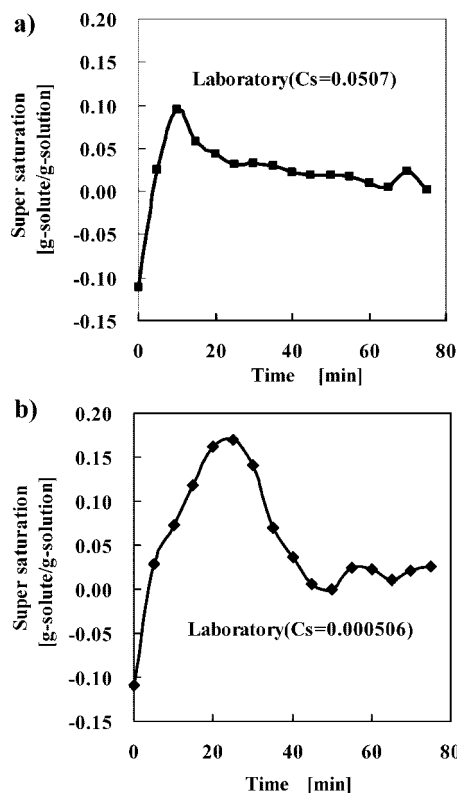 a)
Super saturation
[g-solute/g-solution]
0.20
0.15
0.10
0.05
0.00
-0.05
-0.10
-0.15
Laboratory(Cs=0.0507)
0 20 40 60 80
Time [min]
b)
Super saturation
[g-solute/g-solution]
0.20
0.15
0.10
0.05
0.00
-0.05
-0.10
-0.15
Laboratory(Cs=0.000506)
0 20 40 60 80
Time [min]